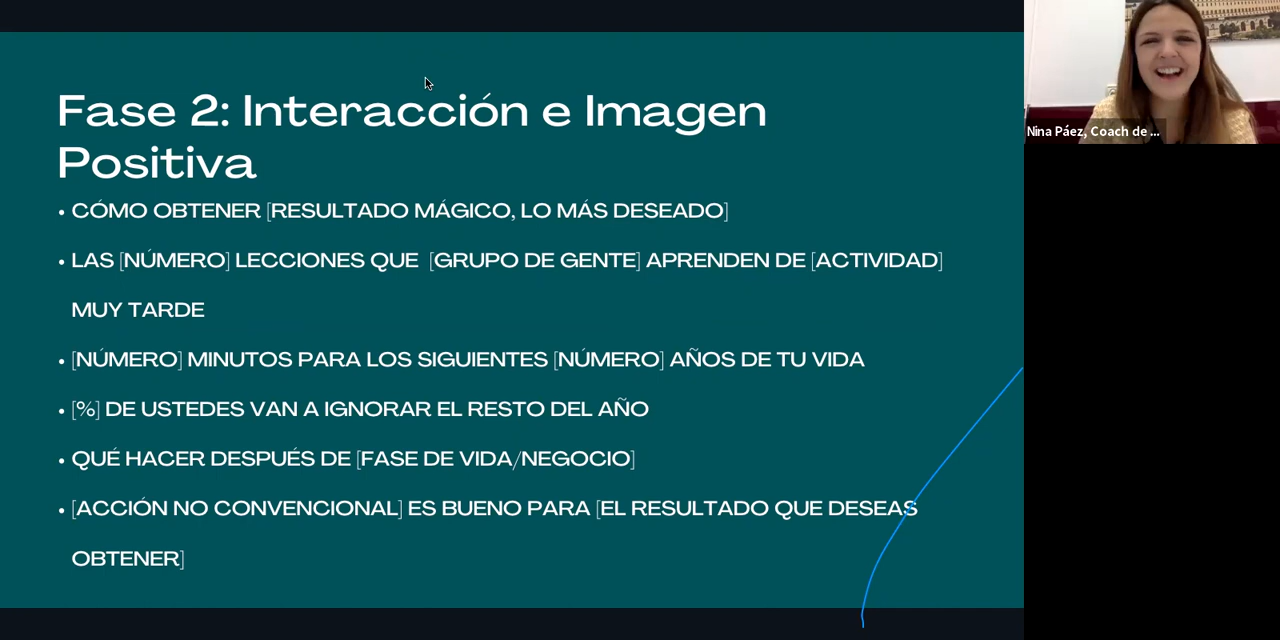 Fase 2: Interacción e Imagen
Positiva
• CÓMO OBTENER [RESULTADO MÁGICO, LO MÁS DESEADO]
• LAS [NÚMERO] LECCIONES QUE [GRUPO DE GENTE] APRENDEN DE [ACTIVIDAD]
MUY TARDE
• [NÚMERO] MINUTOS PARA LOS SIGUIENTES [NÚMERO] AÑOS DE TU VIDA
• [%] DE USTEDES VAN A IGNORAR EL RESTO DEL AÑO
• QUÉ HACER DESPUÉS DE [FASE DE VIDA/NEGOCIO]
• [ACCIÓN NO CONVENCIONAL] ES BUENO PARA [EL RESULTADO QUE DESEAS
OBTENER]
Nina Páez, Coach de ...